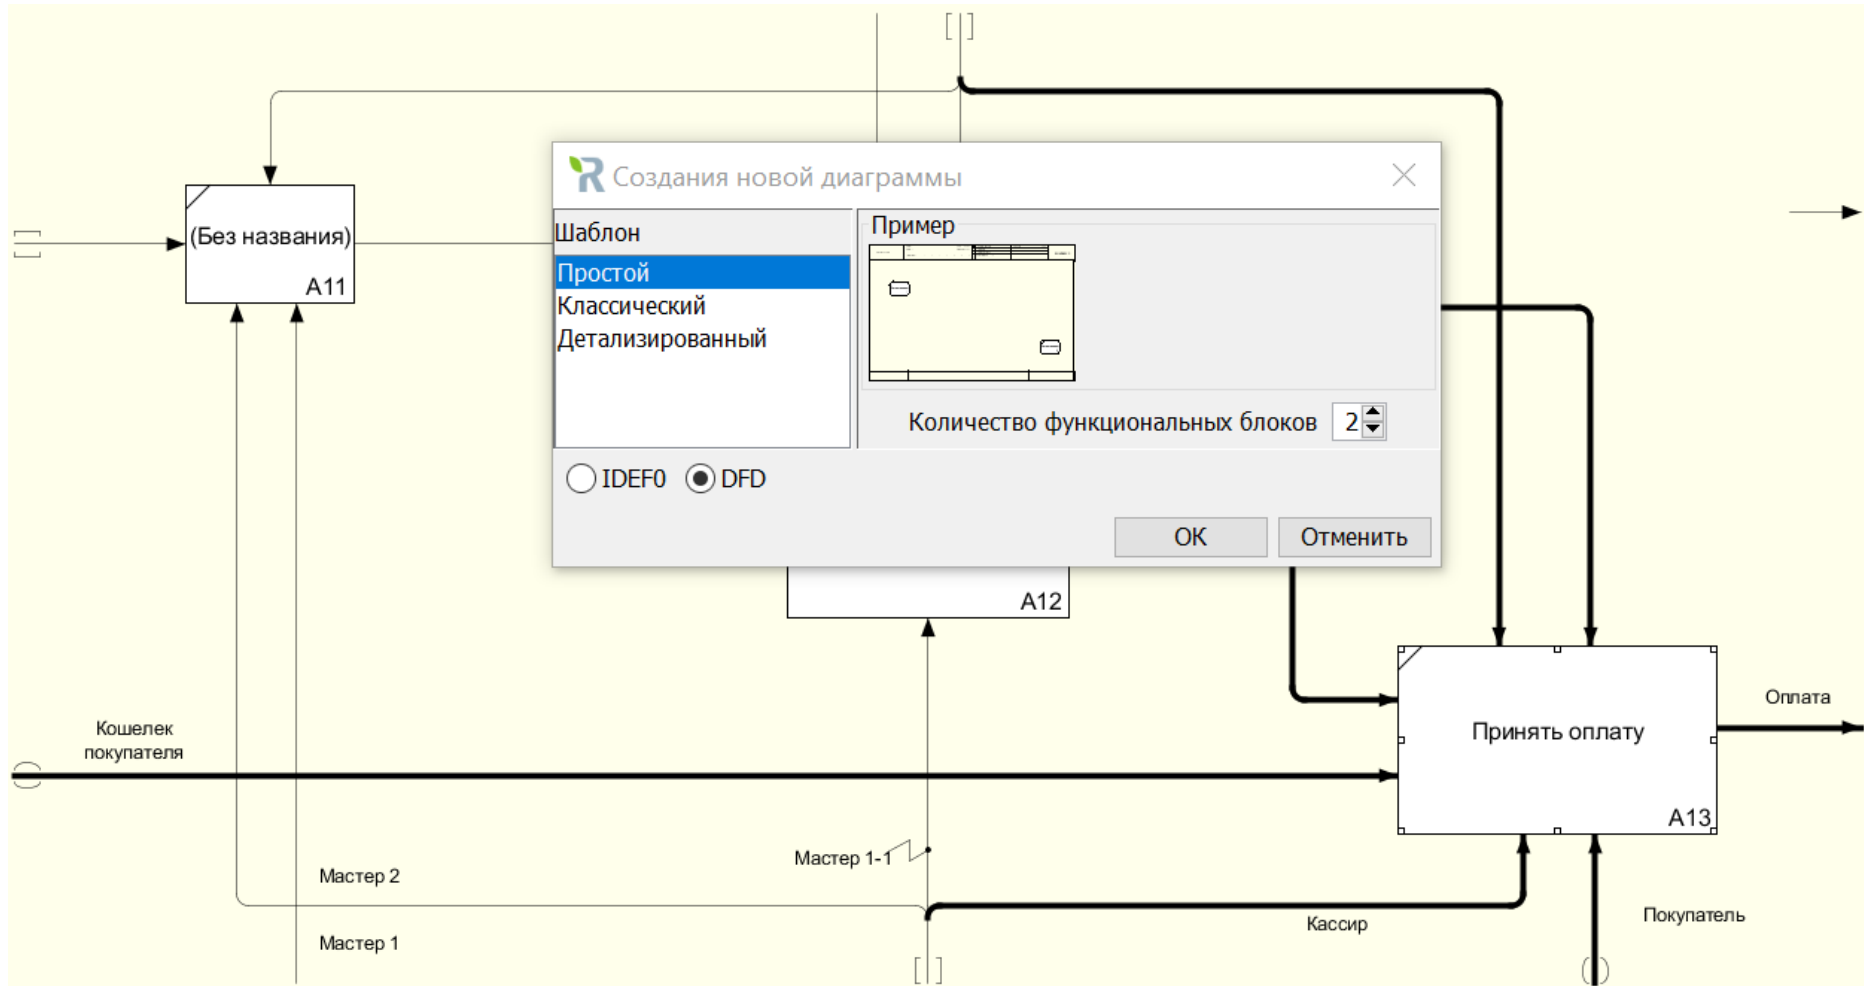 Создания новой диаграммы
Шаблон
Простой
Классический
Детализированный
Пример
Количество функциональных блоков 2
IDEF0 DFD
ОК Отменить
(Без названия)
A11
A12
Принять оплату
A13
Оплата
Кошелек
покупателя
Мастер 2
Мастер 1
Мастер 1-1
Кассир
Покупатель